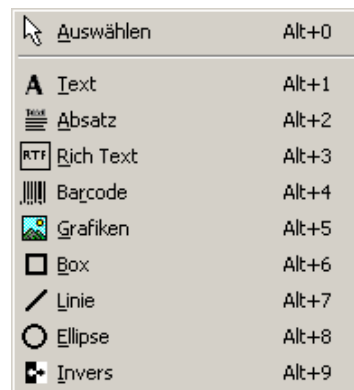 Auswählen Alt+0
A Text Alt+1
Text Absatz Alt+2
RTF Rich Text Alt+3
Barcode Alt+4
Grafiken Alt+5
Box Alt+6
Linie Alt+7
Ellipse Alt+8
Invers Alt+9